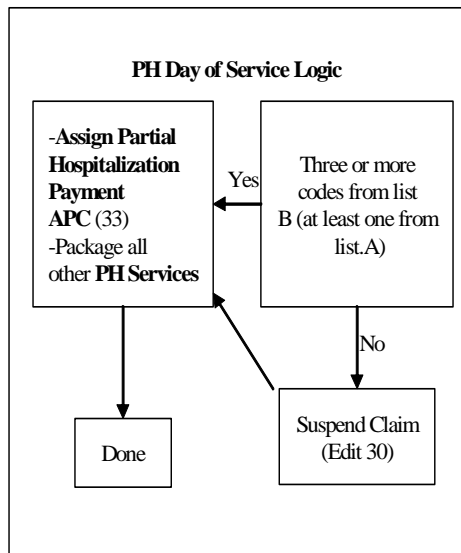 PH Day of Service Logic
-Assign Partial
Hospitalization
Payment
APC (33)
-Package all
other PH Services
Yes
Three or more
codes from list
B (at least one from
list.A)
No
Suspend Claim
(Edit 30)
Done